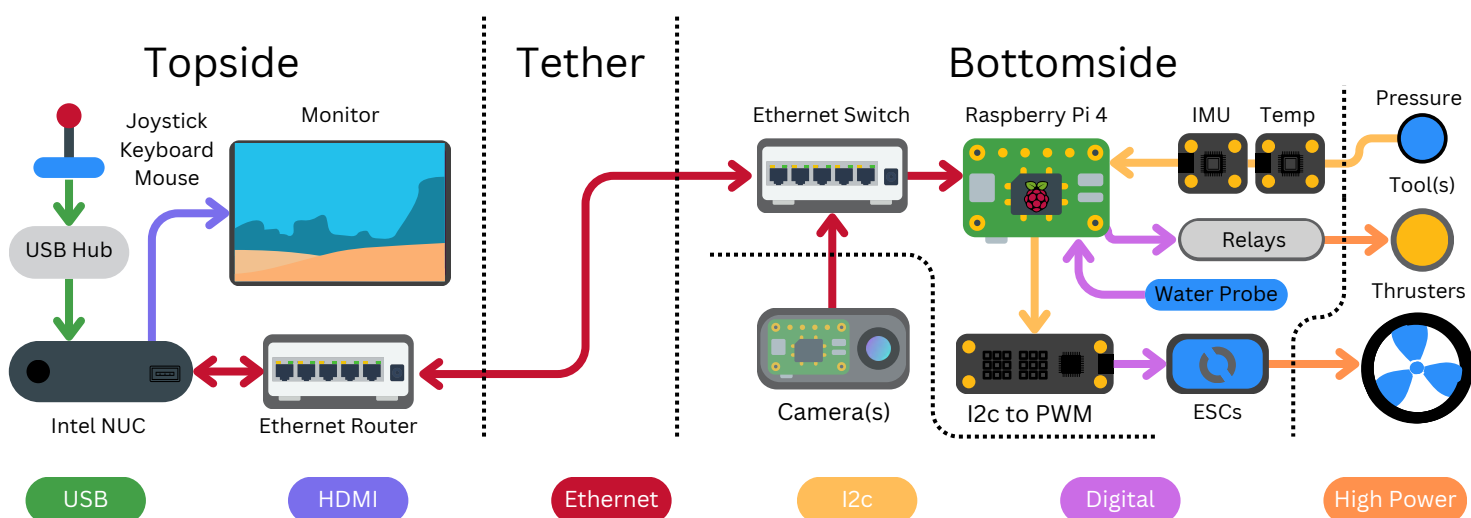 Topside
Tether
Bottomside
Joystick
Keyboard
Mouse
Monitor
Ethernet Switch
Raspberry Pi 4
IMU
Temp
Pressure
Tool(s)
USB Hub
Relays
Water Probe
Thrusters
Intel NUC
Ethernet Router
Camera(s)
I2c to PWM
ESCs
USB
HDMI
Ethernet
I2c
Digital
High Power